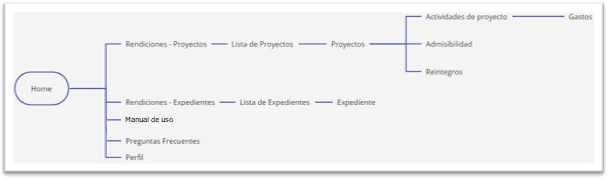 Actividades de proyecto
Gastos
Rendiciones - Proyectos
Lista de Proyectos
Proyectos
Admisibilidad
Reintegros
Home
Rendiciones - Expedientes
Lista de Expedientes
Expediente
Manual de uso
Preguntas Frecuentes
Perfil